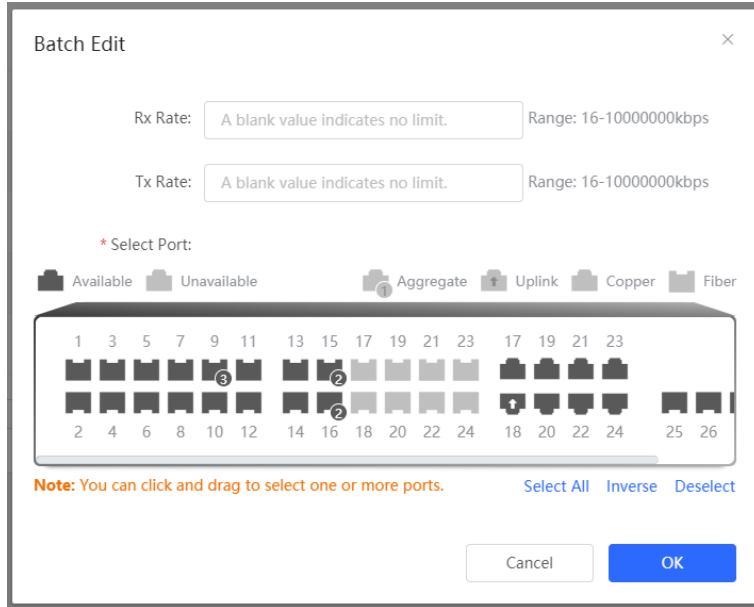 Batch Edit
Rx Rate: A blank value indicates no limit. Range: 16-10000000kbps
Tx Rate: A blank value indicates no limit. Range: 16-10000000kbps
* Select Port:
Available Unavailable 1 Aggregate Uplink Copper Fiber
1 3 5 7 9 11 13 15 17 19 21 23 17 19 21 23
3 2
2
2 4 6 8 10 12 14 16 18 20 22 24 18 20 22 24 25 26
Note: You can click and drag to select one or more ports. Select All Inverse Deselect
Cancel OK